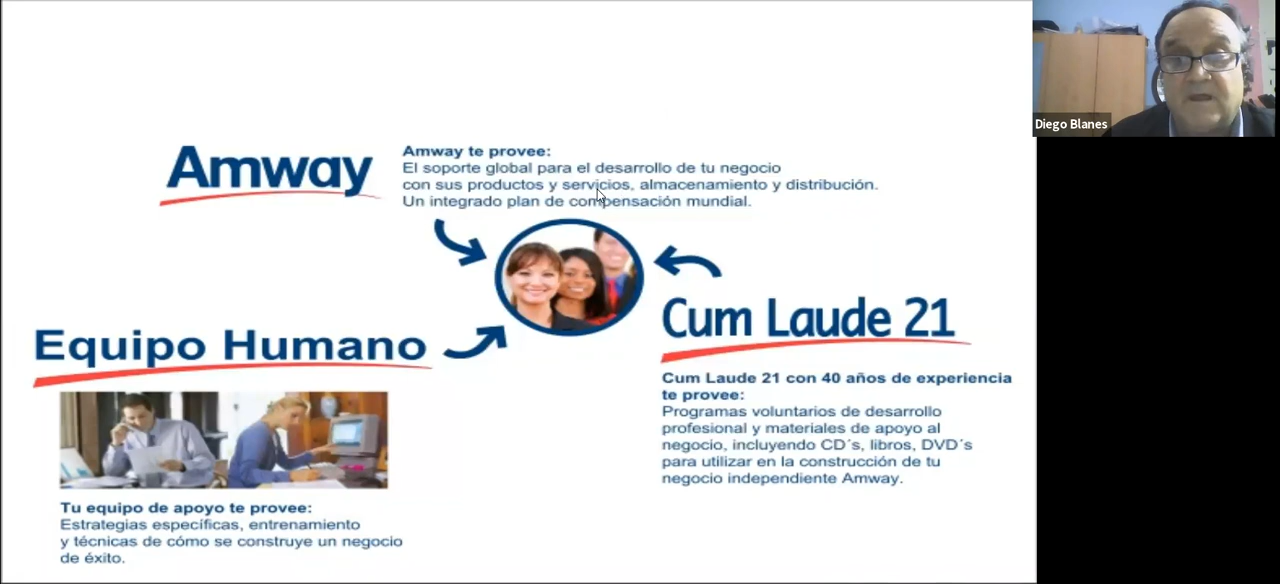 Diego Blanes
Amway
Amway te provee:
El soporte global para el desarrollo de tu negocio
con sus productos y servicios, almacenamiento y distribución.
Un integrado plan de compensación mundial.
Equipo Humano
Tu equipo de apoyo te provee:
Estrategias específicas, entrenamiento
y técnicas de cómo se construye un negocio
de éxito.
Cum Laude 21
Cum Laude 21 con 40 años de experiencia
te provee:
Programas voluntarios de desarrollo
profesional y materiales de apoyo al
negocio, incluyendo CD´s, libros, DVD´s
para utilizar en la construcción de tu
negocio independiente Amway.